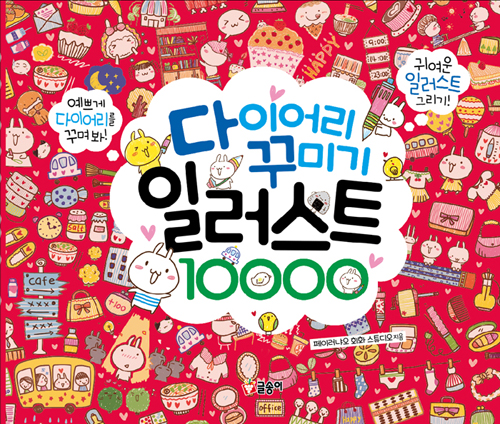 예쁘게
다이어리를
꾸며 봐!
귀여운
일러스트
그리기!
HAPPY
다이어리
꾸미기
일러스트
10000
cafe
페이러냐오 회화 스튜디오 지음
글송이
office